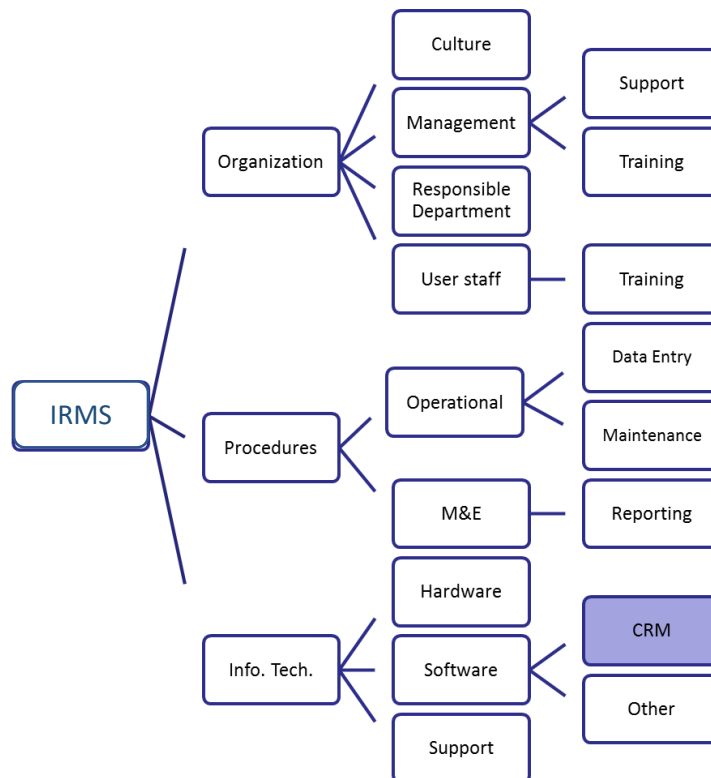 Culture
Support
Management
Organization
Training
Responsible
Department
User staff
Training
Data Entry
IRMS
Operational
Procedures
Maintenance
M&E
Reporting
Hardware
CRM
Info. Tech.
Software
Other
Support